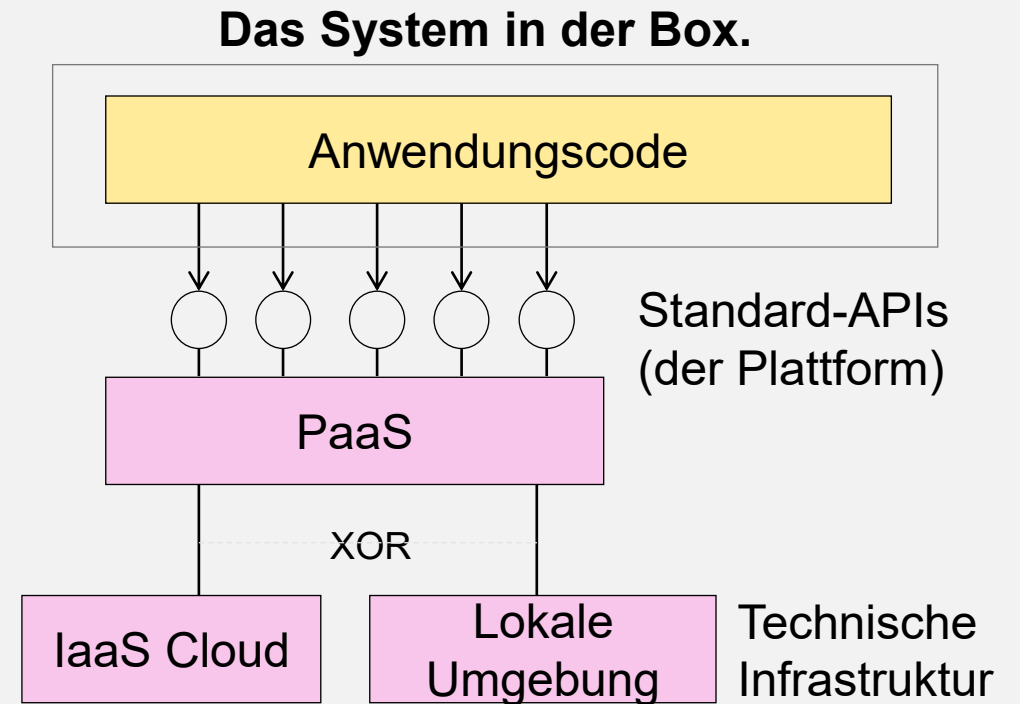 Das System in der Box.
Anwendungscode
Standard-APIs
(der Plattform)
PaaS
XOR
IaaS Cloud
Lokale
Umgebung
Technische
Infrastruktur